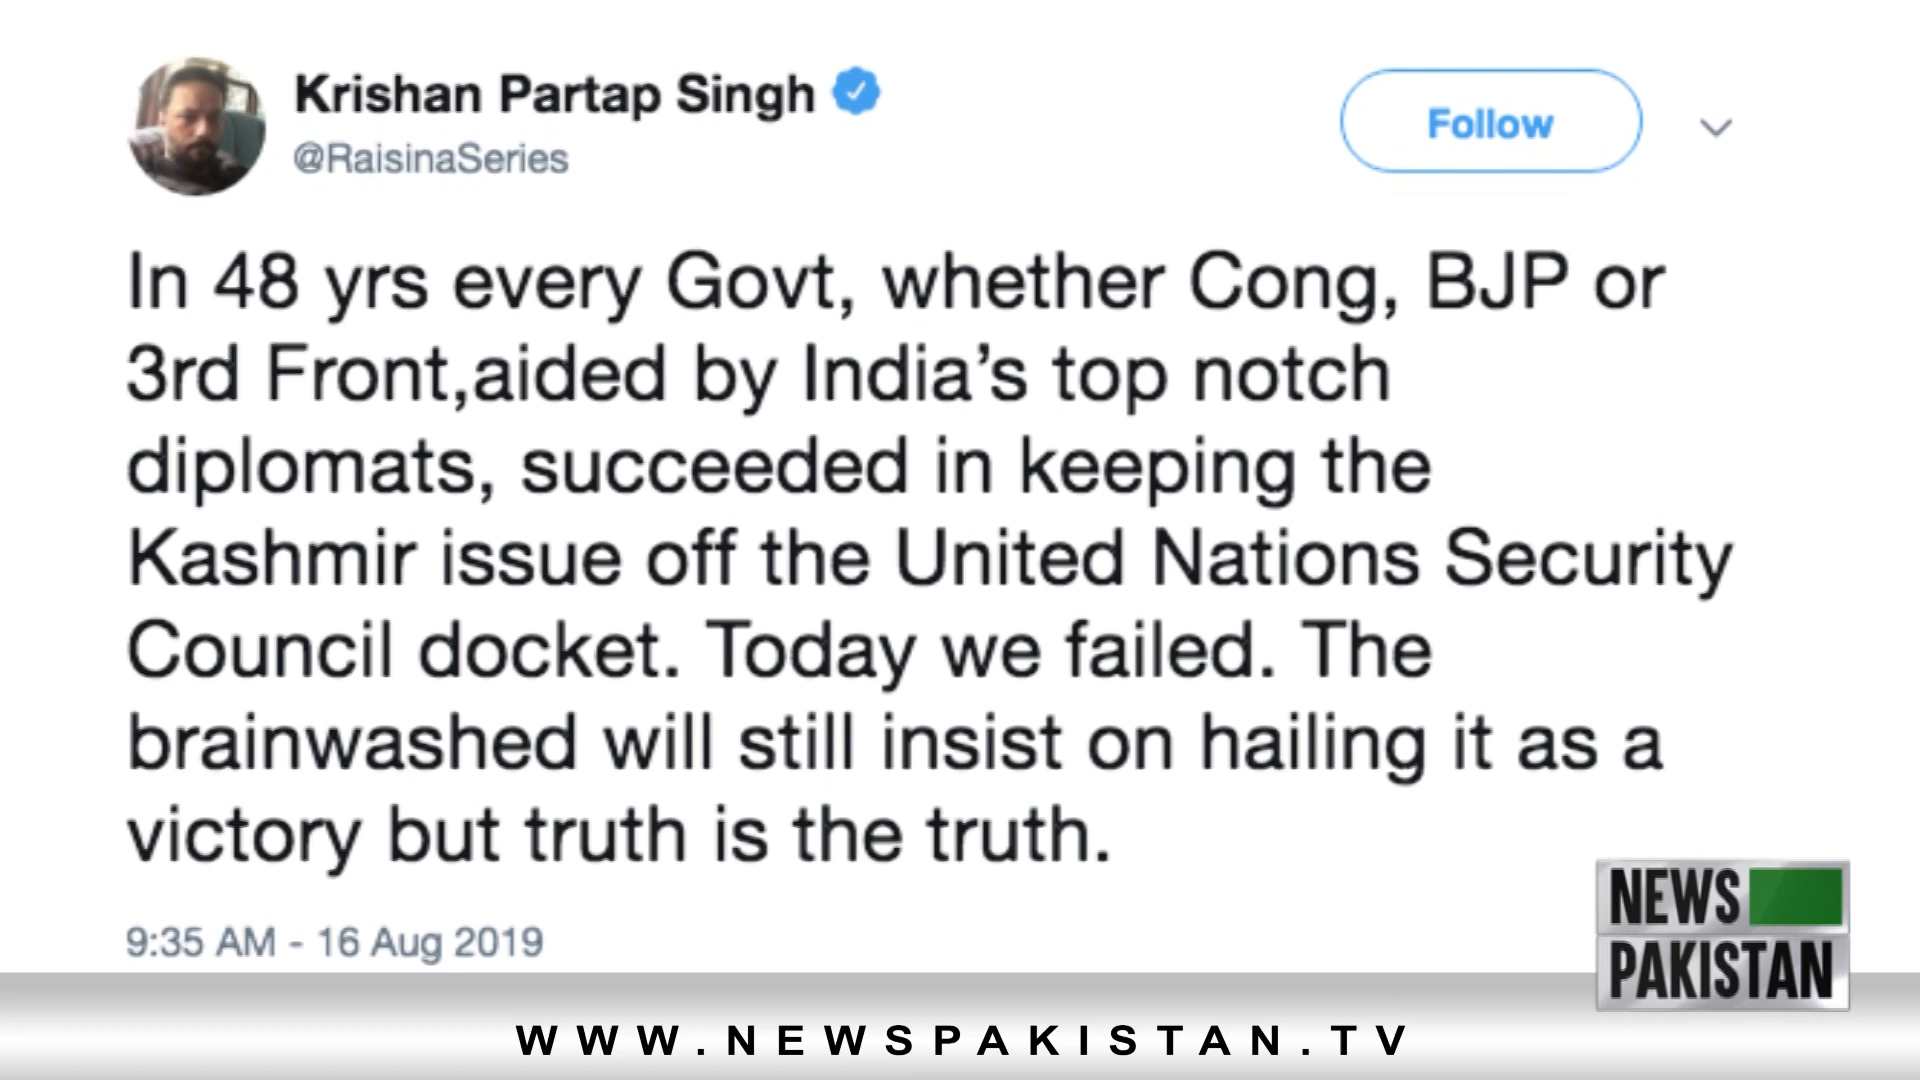 Krishan Partap Singh
@RaisinaSeries
Follow
In 48 yrs every Govt, whether Cong, BJP or
3rd Front,aided by India’s top notch
diplomats, succeeded in keeping the
Kashmir issue off the United Nations Security
Council docket. Today we failed. The
brainwashed will still insist on hailing it as a
victory but truth is the truth.
9:35 AM - 16 Aug 2019
NEWS
PAKISTAN
WWW.NEWSPAKISTAN.TV